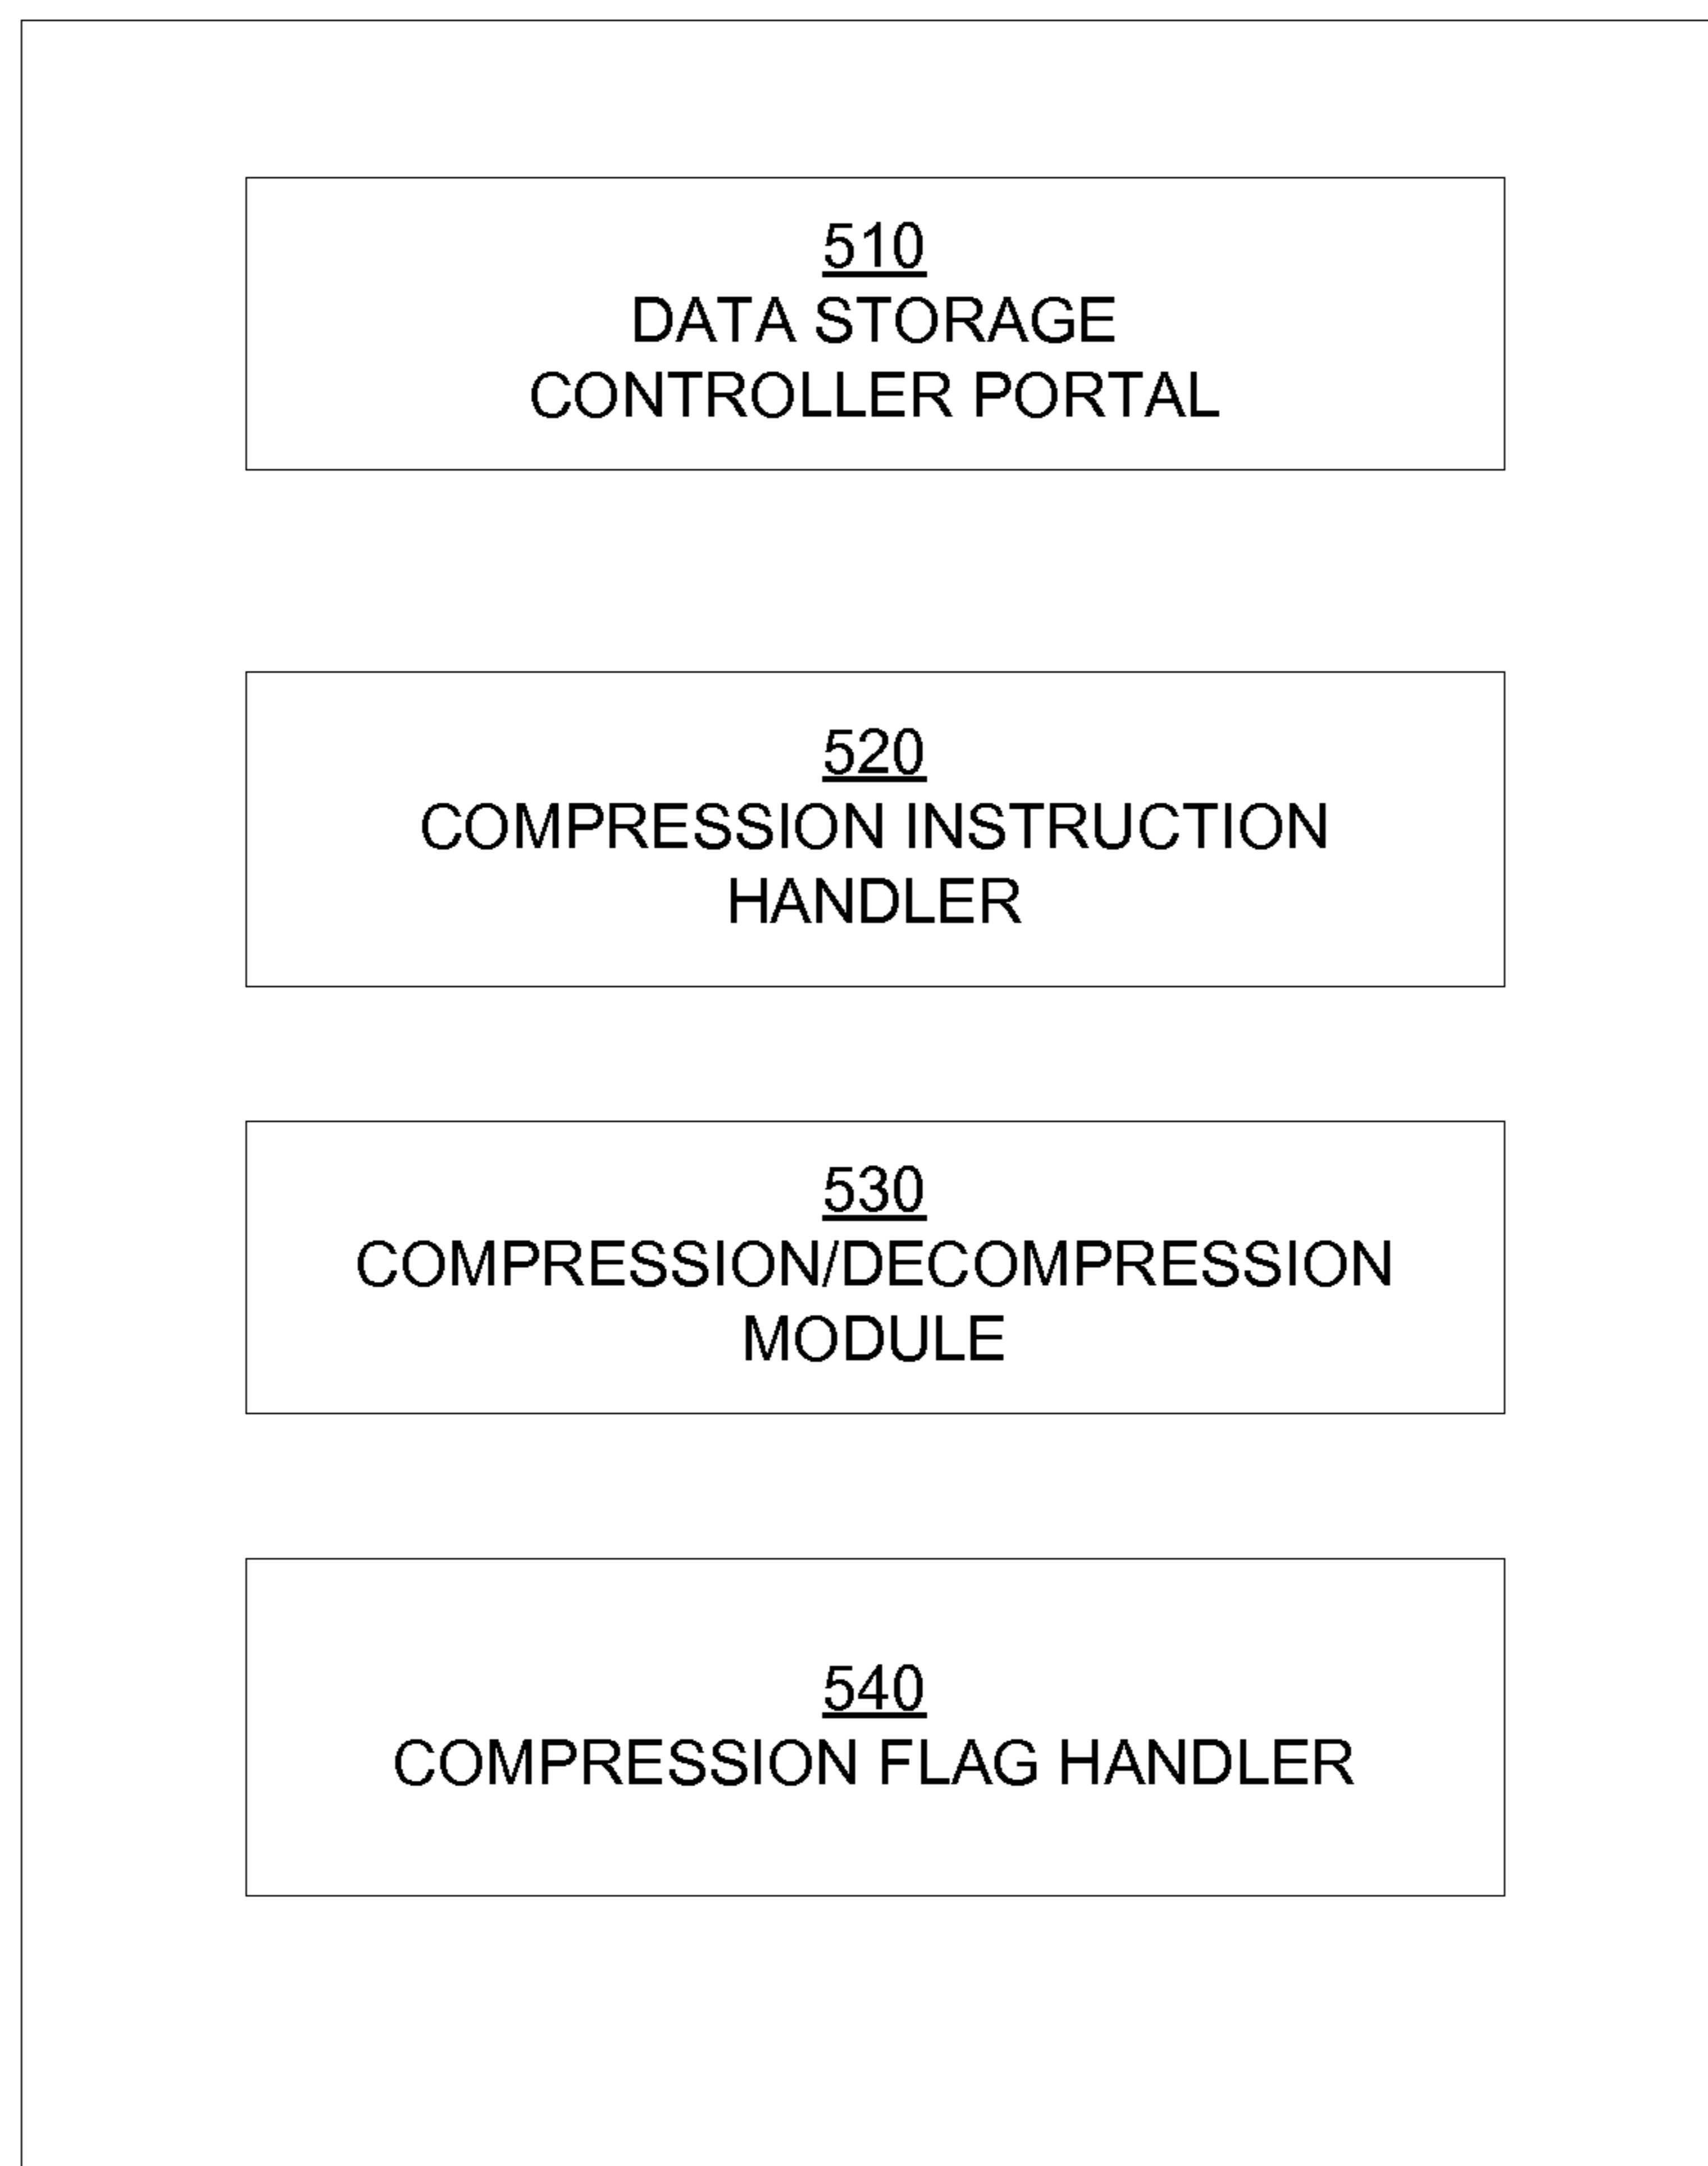 510
DATA STORAGE
CONTROLLER PORTAL
520
COMPRESSION INSTRUCTION
HANDLER
530
COMPRESSION/DECOMPRESSION
MODULE
540
COMPRESSION FLAG HANDLER